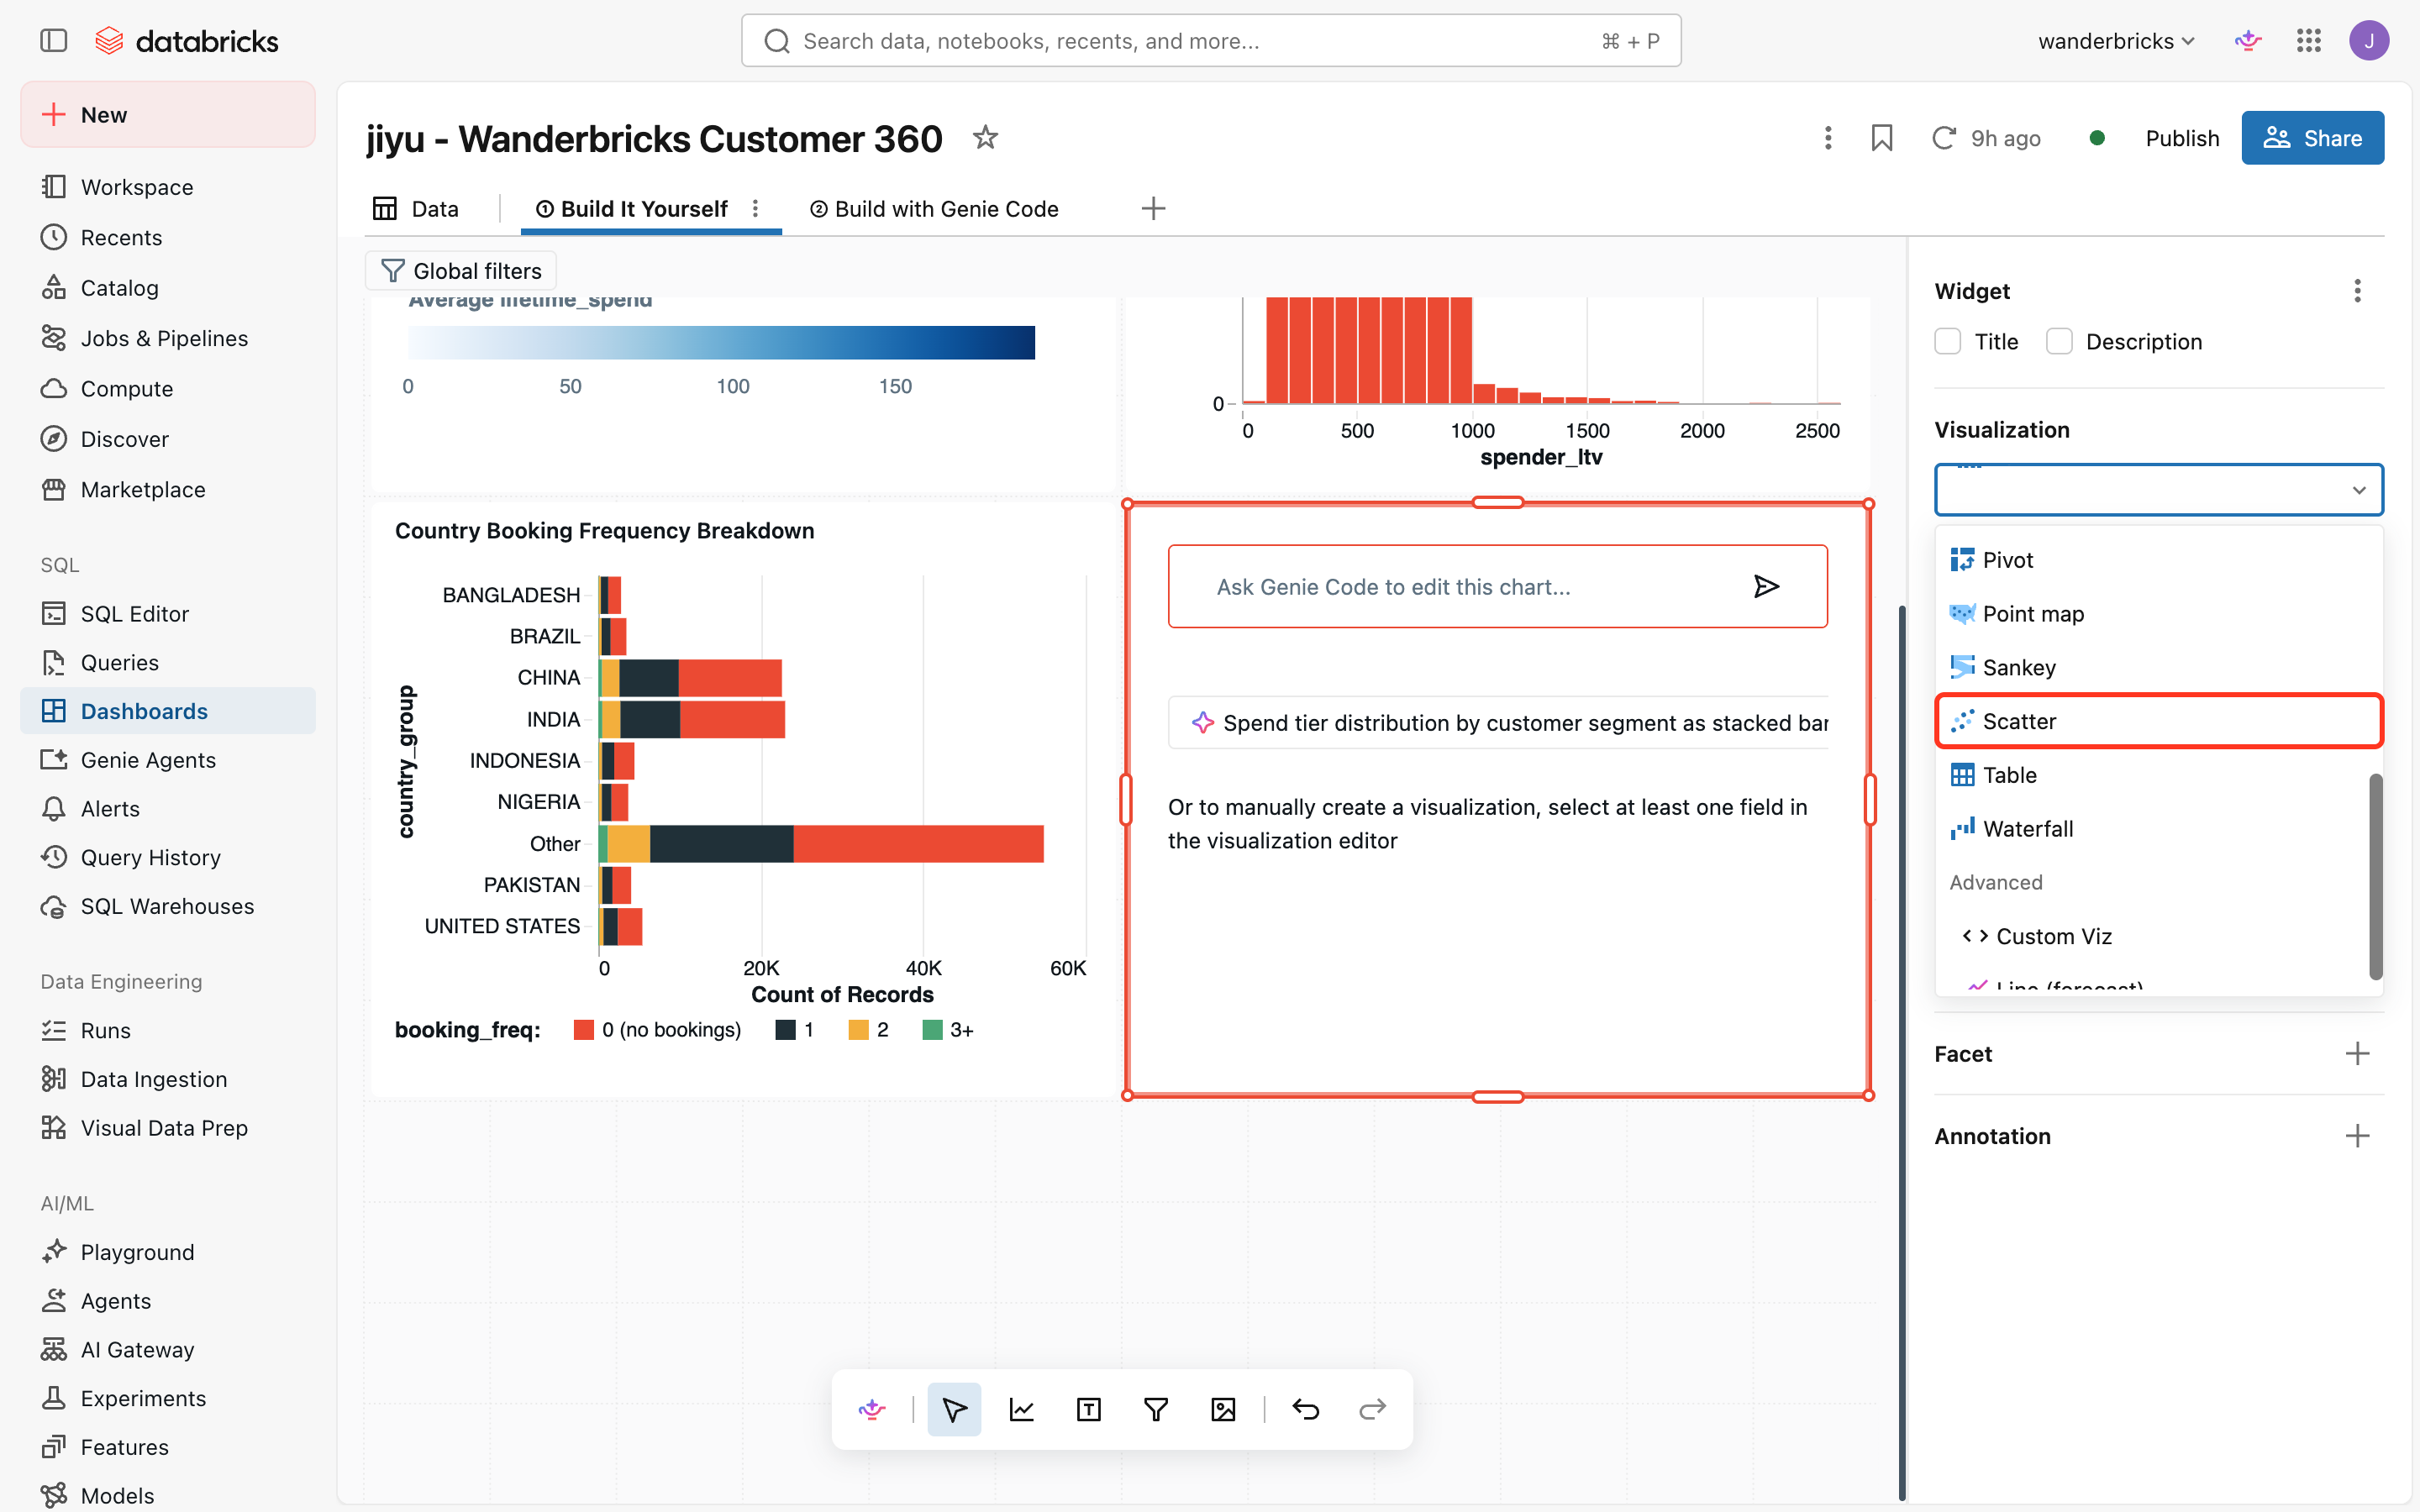 databricks
Search data, notebooks, recents, and more...
⌘ + P
wanderbricks
J
New
Workspace
Recents
Catalog
Jobs & Pipelines
Compute
Discover
Marketplace
SQL
SQL Editor
Queries
Dashboards
Genie Agents
Alerts
Query History
SQL Warehouses
Data Engineering
Runs
Data Ingestion
Visual Data Prep
AI/ML
Playground
Agents
AI Gateway
Experiments
Features
Models
jiyu - Wanderbricks Customer 360
9h ago
Publish
Share
Data
① Build It Yourself
② Build with Genie Code
Global filters
Average lifetime_spend
0 50 100 150
0
0 500 1000 1500 2000 2500
spender_ltv
Country Booking Frequency Breakdown
country_group
BANGLADESH
BRAZIL
CHINA
INDIA
INDONESIA
NIGERIA
Other
PAKISTAN
UNITED STATES
0 20K 40K 60K
Count of Records
booking_freq: 0 (no bookings) 1 2 3+
Ask Genie Code to edit this chart...
Spend tier distribution by customer segment as stacked bar
Or to manually create a visualization, select at least one field in
the visualization editor
Widget
Title
Description
Visualization
Pivot
Point map
Sankey
Scatter
Table
Waterfall
Advanced
Custom Viz
Line (forecast)
Facet
Annotation